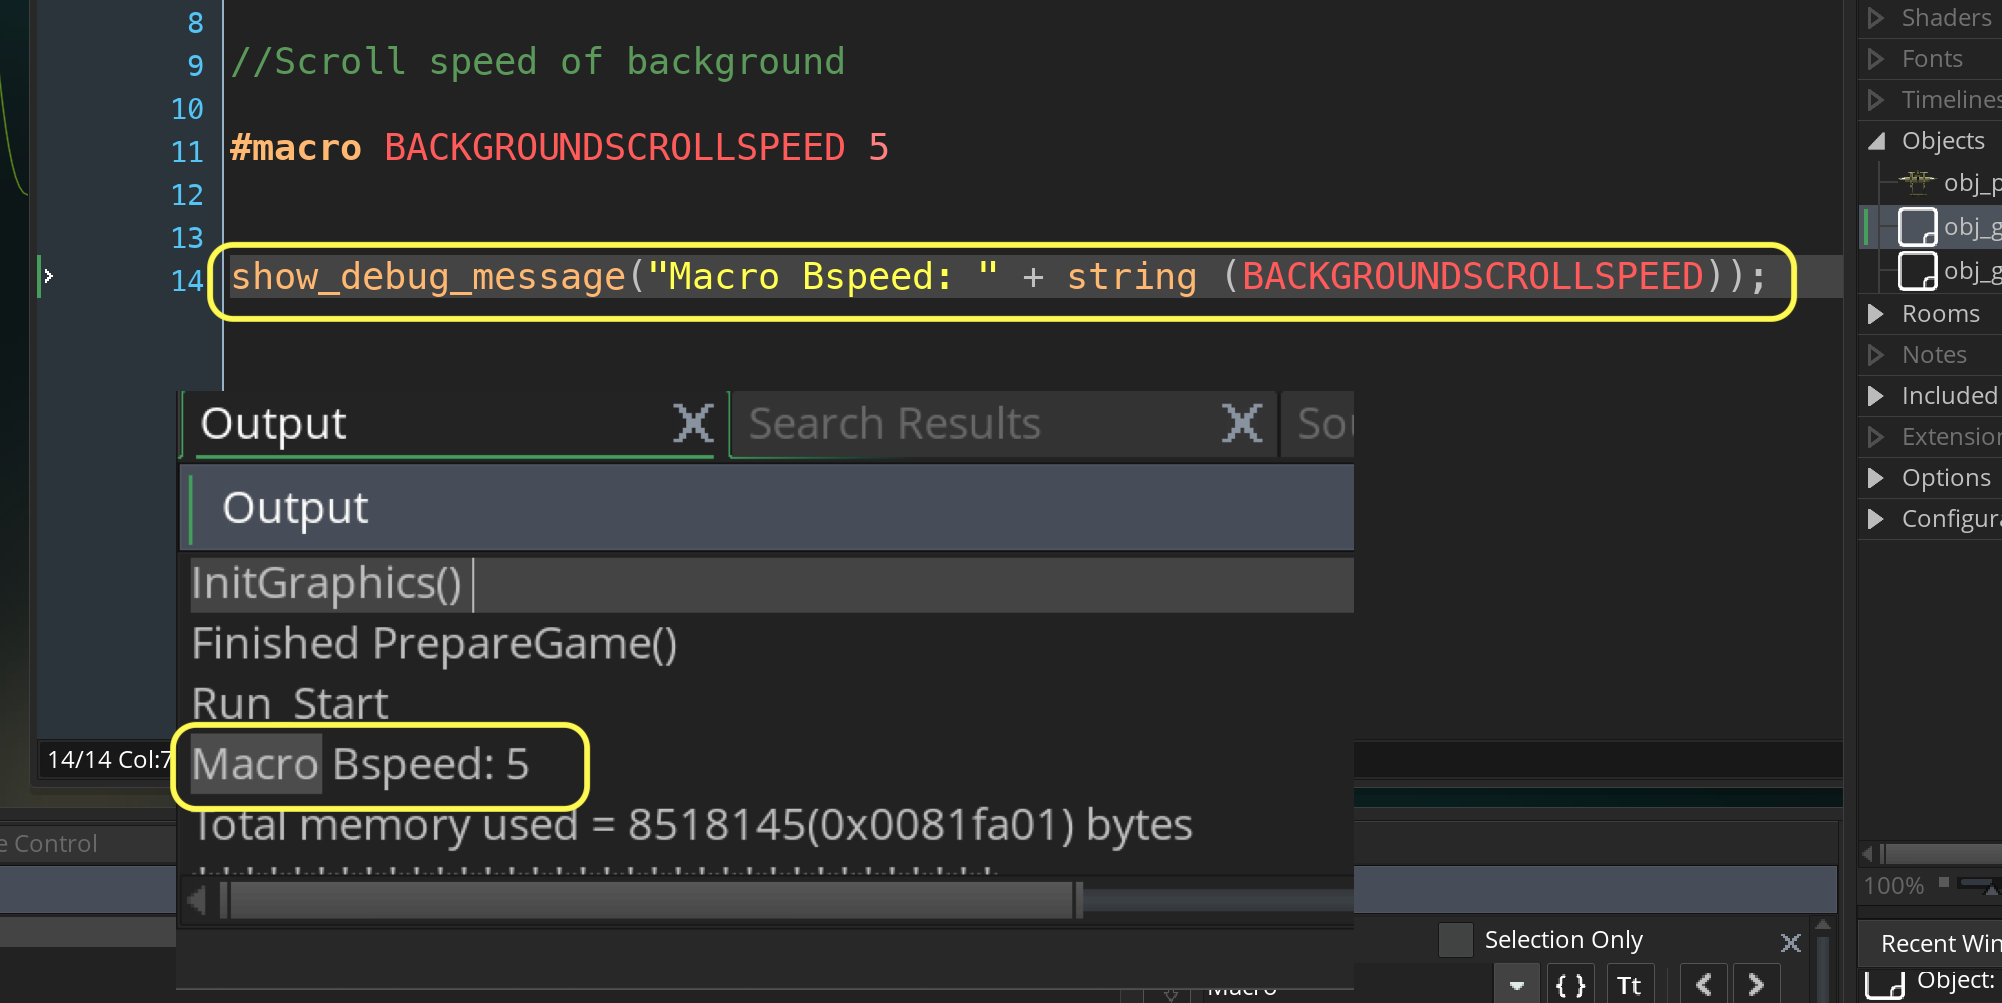 8
9 //Scroll speed of background
10
11 #macro BACKGROUNDSCROLLSPEED 5
12
13
14 show_debug_message("Macro Bspeed: " + string (BACKGROUNDSCROLLSPEED));
Output
Search Results
Sou
Output
InitGraphics()
Finished PrepareGame()
Run_Start
Macro Bspeed: 5
Total memory used = 8518145(0x0081fa01) bytes
14/14 Col:7
e Control
Selection Only
{ } Tt
Macro
Shaders
Fonts
Timelines
Objects
obj_p
obj_g
obj_g
Rooms
Notes
Included
Extension
Options
Configura
100%
Recent Win
Object: